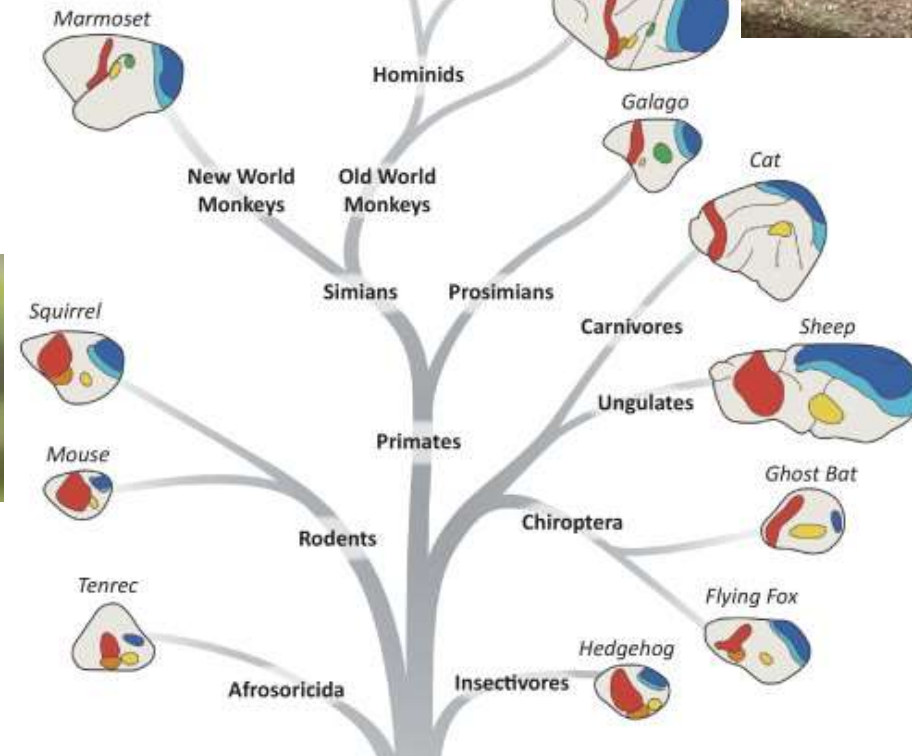 Marmoset
Hominids
Galago
Cat
New World
Monkeys
Old World
Monkeys
Simians
Prosimians
Squirrel
Carnivores
Sheep
Ungulates
Primates
Mouse
Ghost Bat
Chiroptera
Rodents
Tenrec
Flying Fox
Hedgehog
Afrosoricida
Insectivores